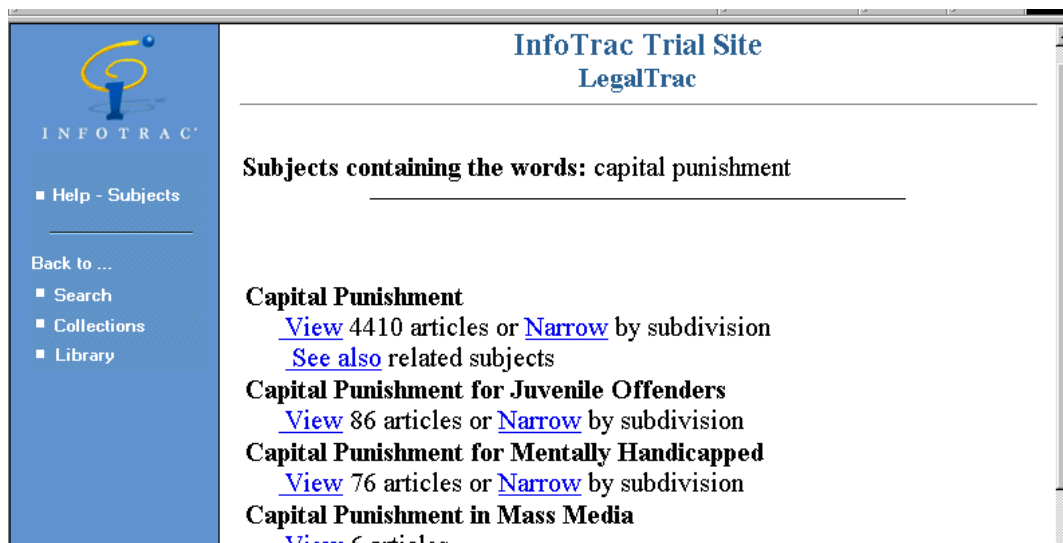 InfoTrac Trial Site
LegalTrac
INFOTRAC
Help - Subjects
Back to ...
Search
Collections
Library
Subjects containing the words: capital punishment
Capital Punishment
View 4410 articles or Narrow by subdivision
See also related subjects
Capital Punishment for Juvenile Offenders
View 86 articles or Narrow by subdivision
Capital Punishment for Mentally Handicapped
View 76 articles or Narrow by subdivision
Capital Punishment in Mass Media
View 6 articles